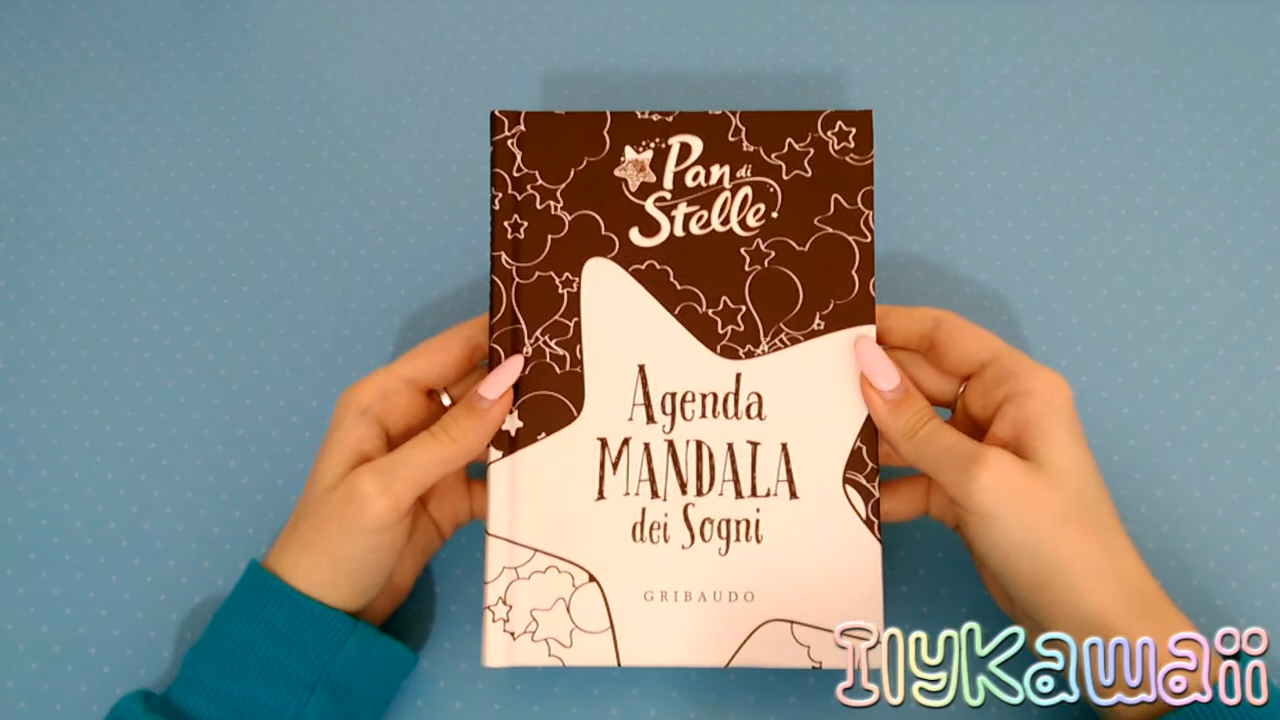 Pan di
Stelle
Agenda
MANDALA
dei Sogni
GRIBAUDO
IlyKawaii